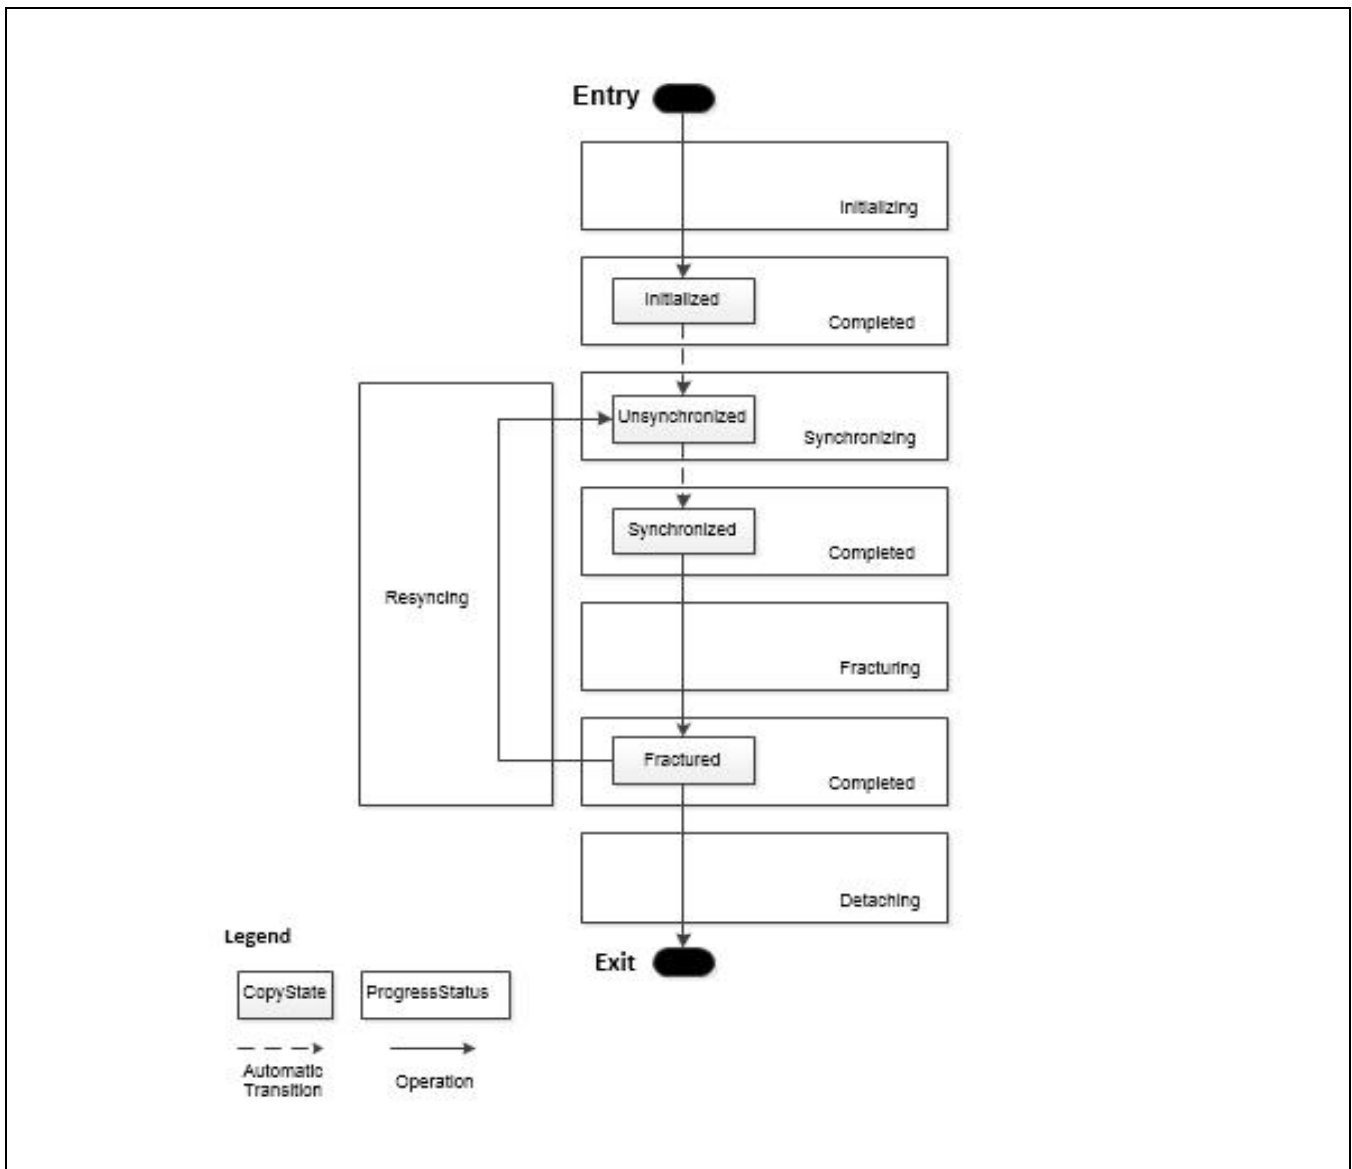 Entry
Initializing
Initialized
Completed
Unsynchronized
Synchronizing
Synchronized
Completed
Resyncing
Fracturing
Fractured
Completed
Detaching
Legend
Exit
CopyState
ProgressStatus
Automatic
Transition
Operation